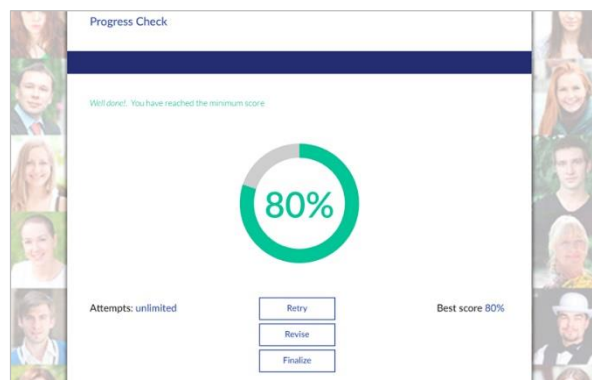 Progress Check
Well done!. You have reached the minimum score
80%
Attempts: unlimited
Retry
Best score 80%
Revise
Finalize